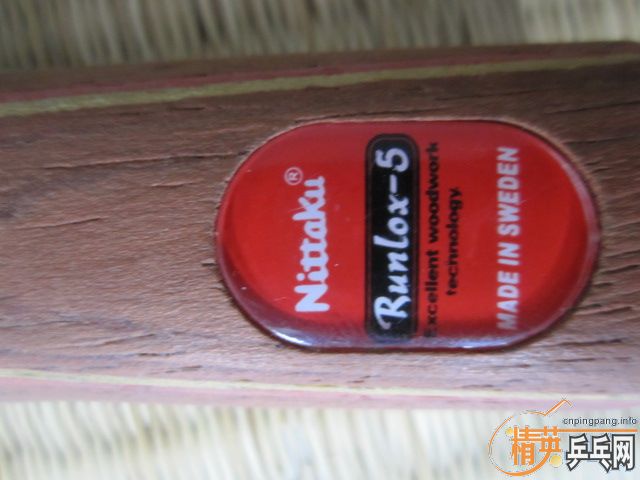 Nittaku®
Runlox-5
Excellent woodwork
technology
MADE IN SWEDEN
cnpingpang.info
精英乒乓网